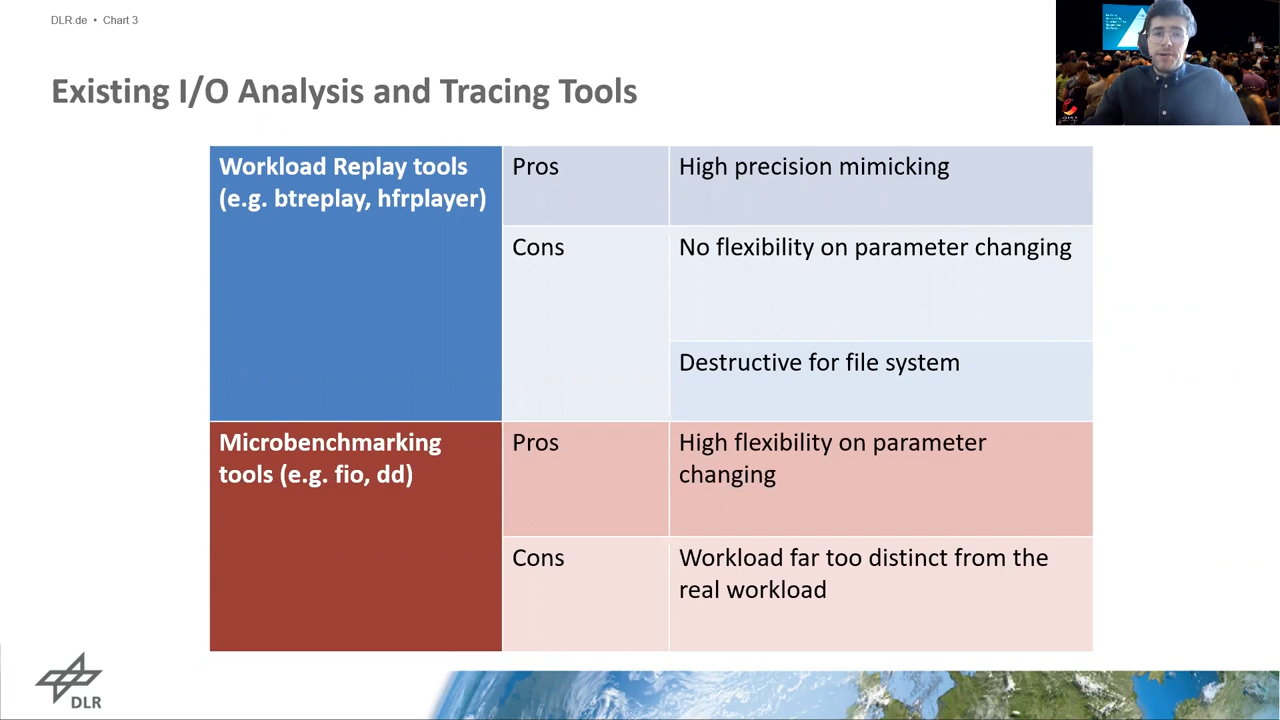 DLR.de • Chart 3
Existing I/O Analysis and Tracing Tools
Workload Replay tools
(e.g. btreplay, hfrplayer)
Pros
High precision mimicking
Cons
No flexibility on parameter changing
Destructive for file system
Microbenchmarking
tools (e.g. fio, dd)
Pros
High flexibility on parameter
changing
Cons
Workload far too distinct from the
real workload
DLR